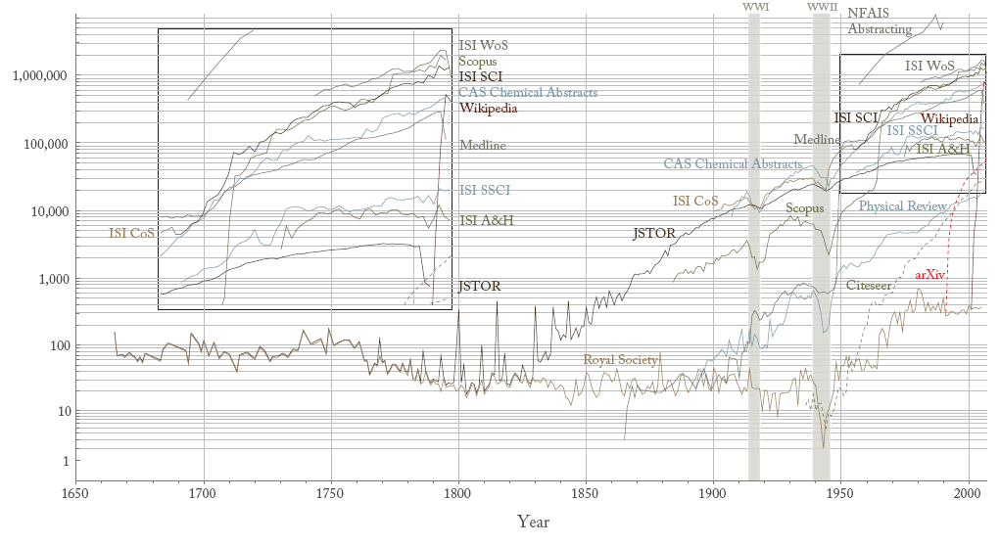 WWI
WWII
NFAIS
Abstracting
ISI WoS
Scopus
ISI SCI
CAS Chemical Abstracts
Wikipedia
Medline
ISI SSCI
ISI CoS
ISI A&H
JSTOR
ISI WoS
ISI SCI
Wikipedia
ISI SSCI
Medline
ISI A&H
CAS Chemical Abstracts
ISI CoS
Scopus
Physical Review
JSTOR
arXiv
Citeseer
Royal Society
1,000,000
100,000
10,000
1,000
100
10
1
1650
1700
1750
1800
1850
1900
1950
2000
Year